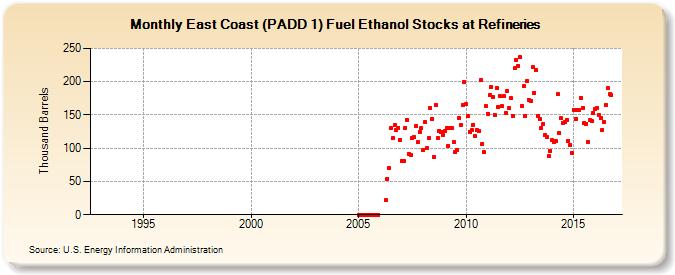 Monthly East Coast (PADD 1) Fuel Ethanol Stocks at Refineries
Thousand Barrels
250
200
150
100
50
0
1995 2000 2005 2010 2015
Source: U.S. Energy Information Administration